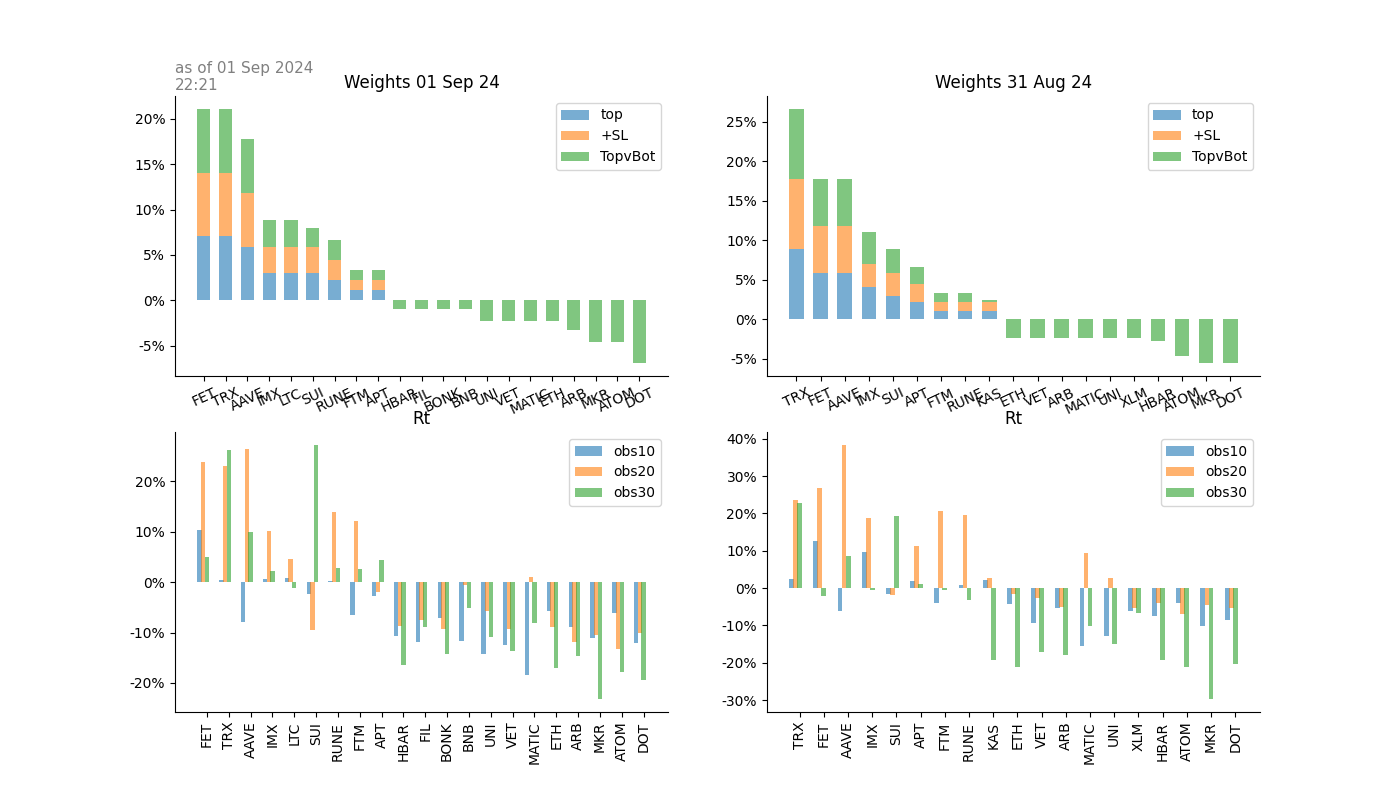 as of 01 Sep 2024
22:21
Weights 01 Sep 24
20%
15%
10%
5%
0%
-5%
top
+SL
TopvBot
FET TRX AAVE IMX LTC SUI RUNE FTM APT HBAR FIL BONK BNB UNI VET MATIC ETH ARB MKR ATOM DOT
Weights 31 Aug 24
25%
20%
15%
10%
5%
0%
-5%
top
+SL
TopvBot
TRX FET AAVE IMX SUI APT FTM RUNE KAS ETH VET ARB MATIC UNI XLM HBAR ATOM MKR DOT
Rt
20%
10%
0%
-10%
-20%
obs10
obs20
obs30
FET TRX AAVE IMX LTC SUI RUNE FTM APT HBAR FIL BONK BNB UNI VET MATIC ETH ARB MKR ATOM DOT
Rt
40%
30%
20%
10%
0%
-10%
-20%
-30%
obs10
obs20
obs30
TRX FET AAVE IMX SUI APT FTM RUNE KAS ETH VET ARB MATIC UNI XLM HBAR ATOM MKR DOT